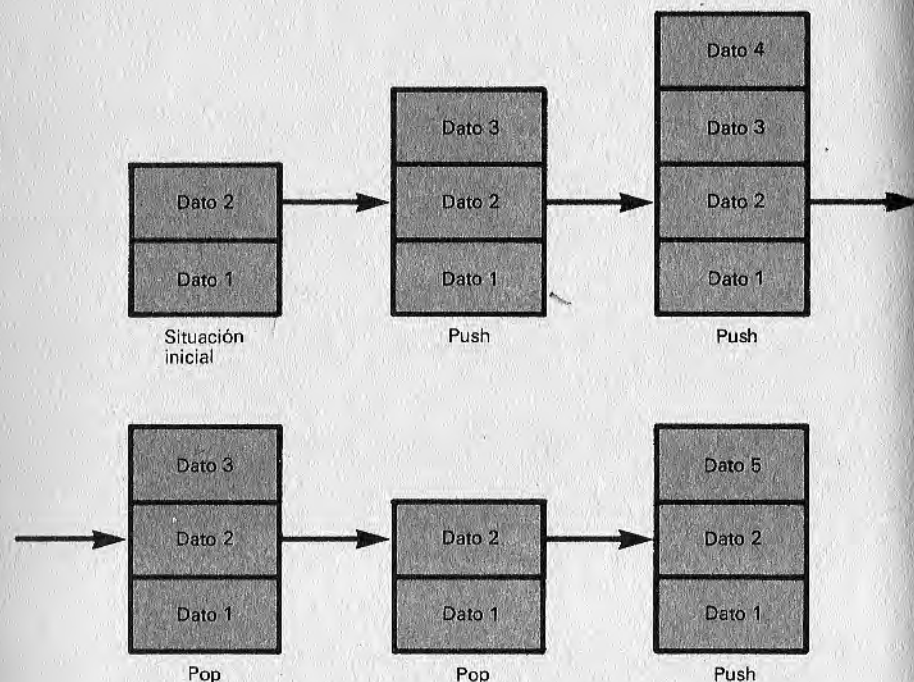 Dato 2
Dato 1
Situación
inicial
Dato 3
Dato 2
Dato 1
Push
Dato 4
Dato 3
Dato 2
Dato 1
Push
Dato 3
Dato 2
Dato 1
Pop
Dato 2
Dato 1
Pop
Dato 5
Dato 2
Dato 1
Push